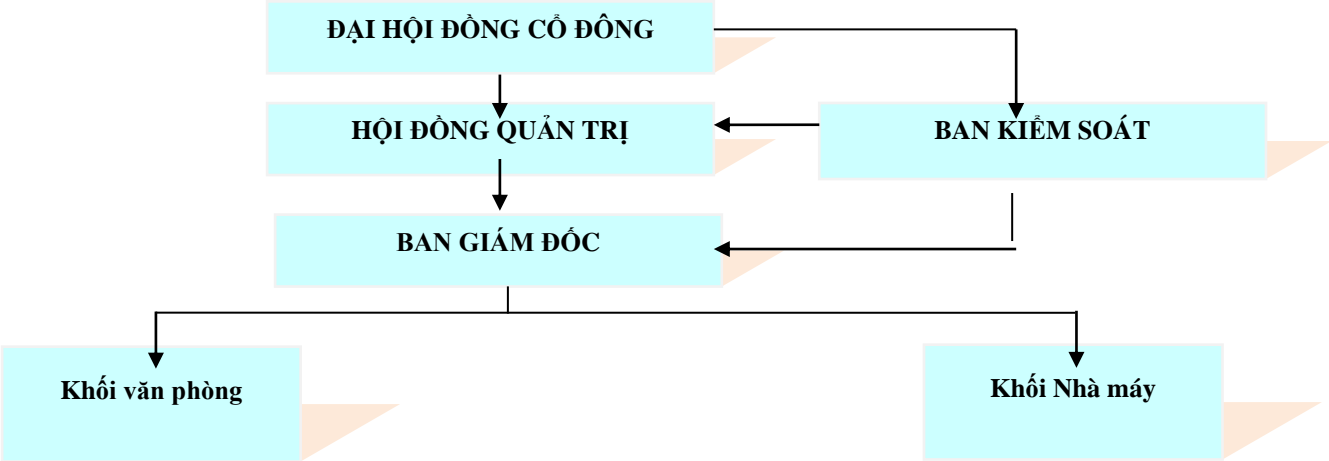 ĐẠI HỘI ĐỒNG CỔ ĐÔNG
HỘI ĐỒNG QUẢN TRỊ
BAN KIỂM SOÁT
BAN GIÁM ĐỐC
Khối văn phòng
Khối Nhà máy